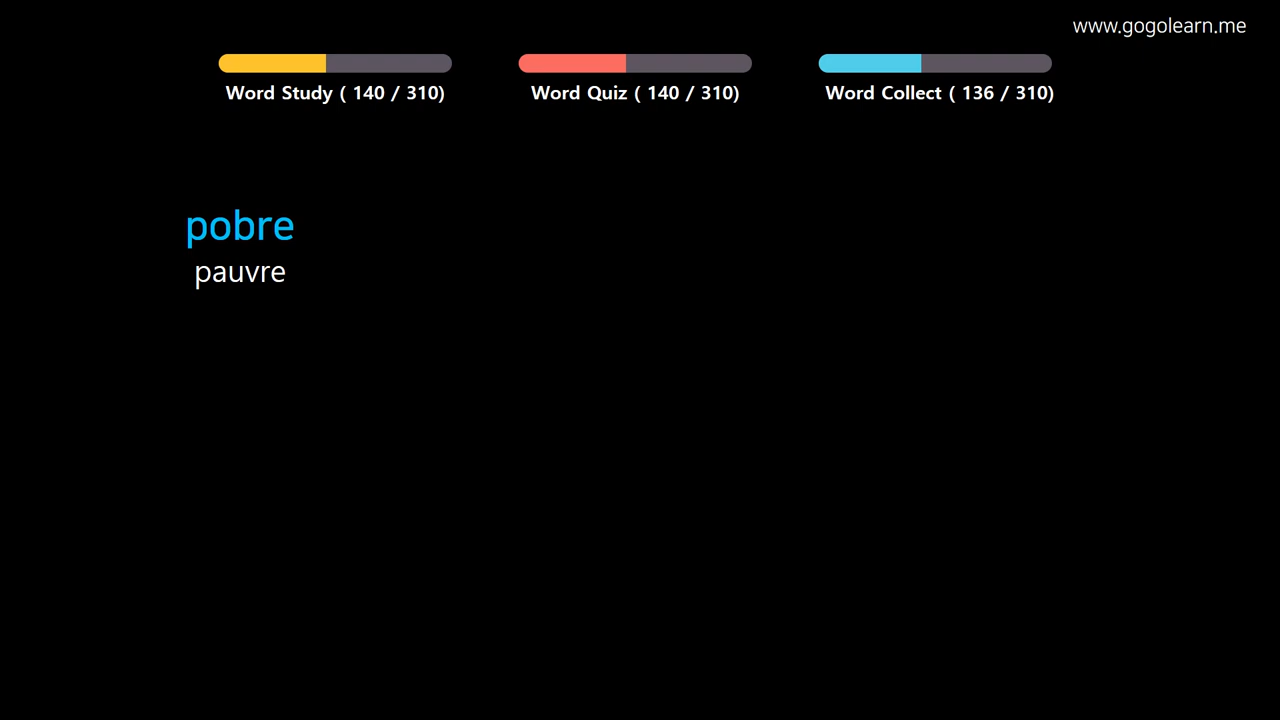 www.gogolearn.me
Word Study ( 140 / 310)
Word Quiz ( 140 / 310)
Word Collect ( 136 / 310)
pobre
pauvre